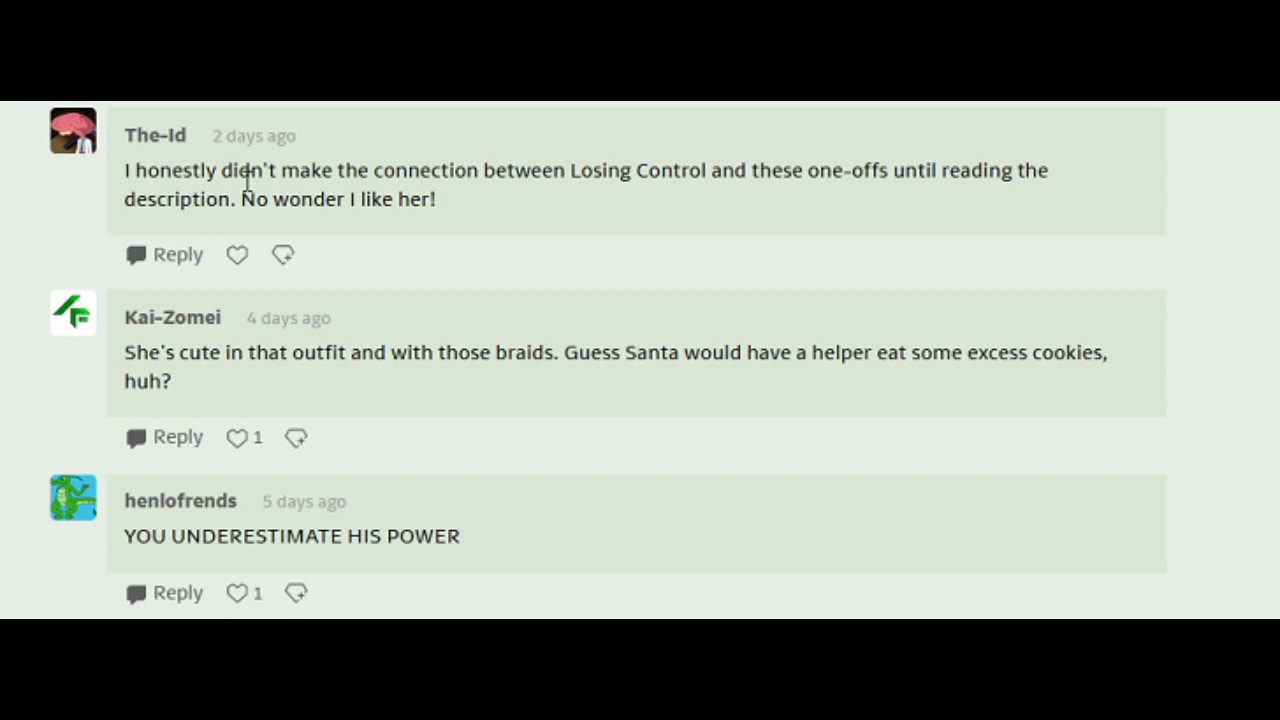 The-Id 2 days ago
I honestly didn't make the connection between Losing Control and these one-offs until reading the
description. No wonder I like her!
Reply
Kai-Zomei 4 days ago
She's cute in that outfit and with those braids. Guess Santa would have a helper eat some excess cookies,
huh?
Reply 1
henlofrends 5 days ago
YOU UNDERESTIMATE HIS POWER
Reply 1